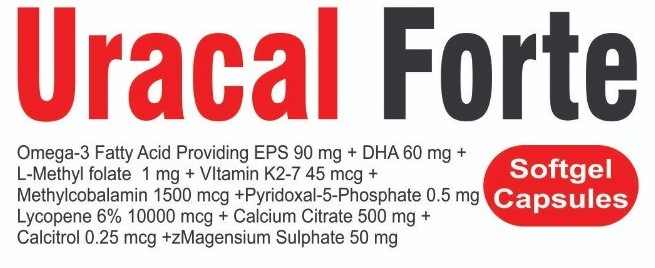 Uracal Forte
Omega-3 Fatty Acid Providing EPS 90 mg + DHA 60 mg +
L-Methyl folate 1 mg + VItamin K2-7 45 mcg +
Methylcobalamin 1500 mcg +Pyridoxal-5-Phosphate 0.5 mg
Lycopene 6% 10000 mcg + Calcium Citrate 500 mg +
Calcitrol 0.25 mcg +zMagensium Sulphate 50 mg
Softgel
Capsules